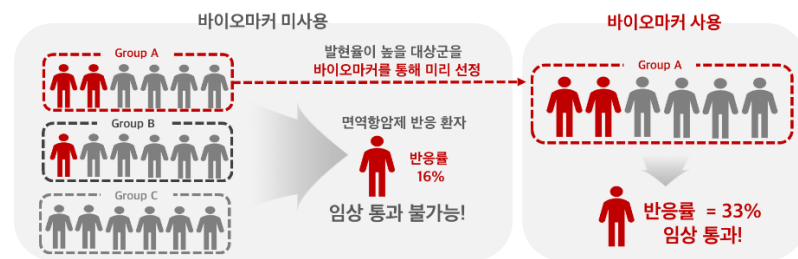 바이오마커 미사용
Group A
발현율이 높을 대상군을
바이오마커를 통해 미리 선정
Group B
면역항암제 반응 환자
반응률
16%
Group C
임상 통과 불가능!
바이오마커 사용
Group A
반응률 = 33%
임상 통과!